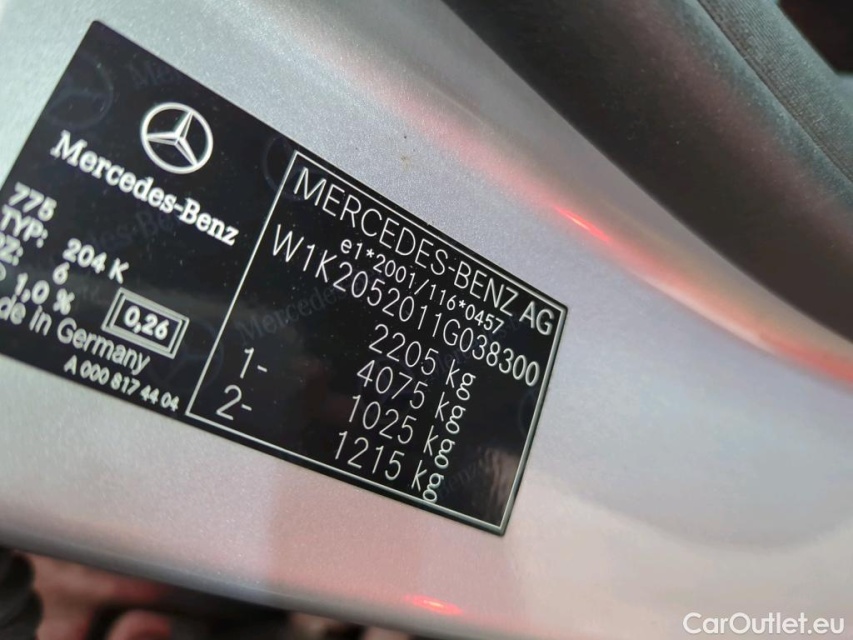 Mercedes-Benz
775
TYP: 204 K
RZ: 6
1.0 %
0,26
de in Germany
A 000 817 44 04
MERCEDES-BENZ AG
e1*2001/116*0457
W1K2052011G038300
2205 kg
4075 kg
1- 1025 kg
2- 1215 kg
CarOutlet.eu